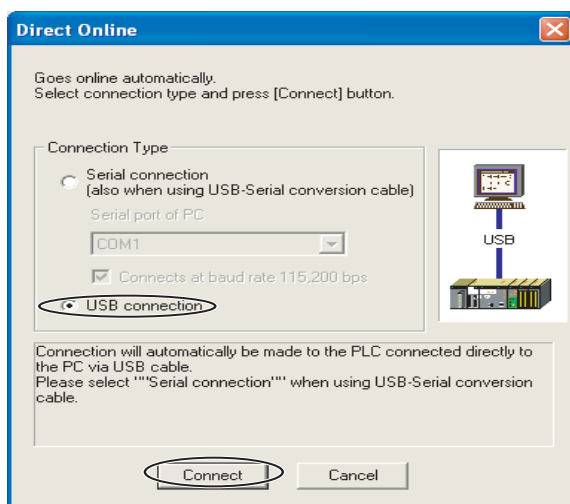 Direct Online
Goes online automatically.
Select connection type and press [Connect] button.
Connection Type
Serial connection
(also when using USB-Serial conversion cable)
Serial port of PC
COM1
Connects at baud rate 115,200 bps
USB connection
USB
Connection will automatically be made to the PLC connected directly to
the PC via USB cable.
Please select ""Serial connection"" when using USB-Serial conversion
cable.
Connect
Cancel